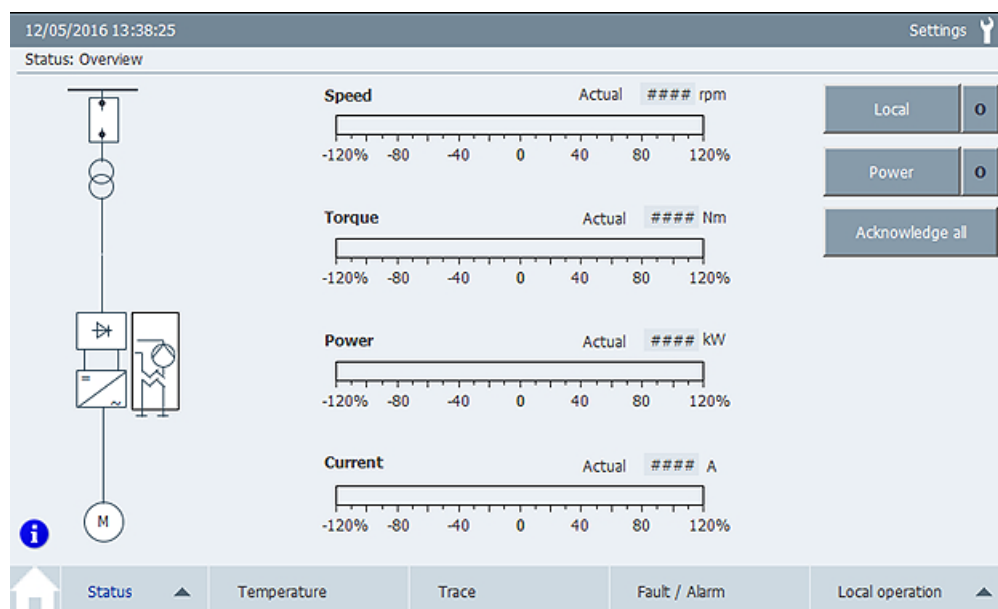 12/05/2016 13:38:25 Settings
Status: Overview
Speed Actual #### rpm
-120% -80 -40 0 40 80 120%
Local O
Power O
Acknowledge all
Torque Actual #### Nm
-120% -80 -40 0 40 80 120%
Power Actual #### kW
-120% -80 -40 0 40 80 120%
= ~
Current Actual #### A
-120% -80 -40 0 40 80 120%
M
i
Status Temperature Trace Fault / Alarm Local operation